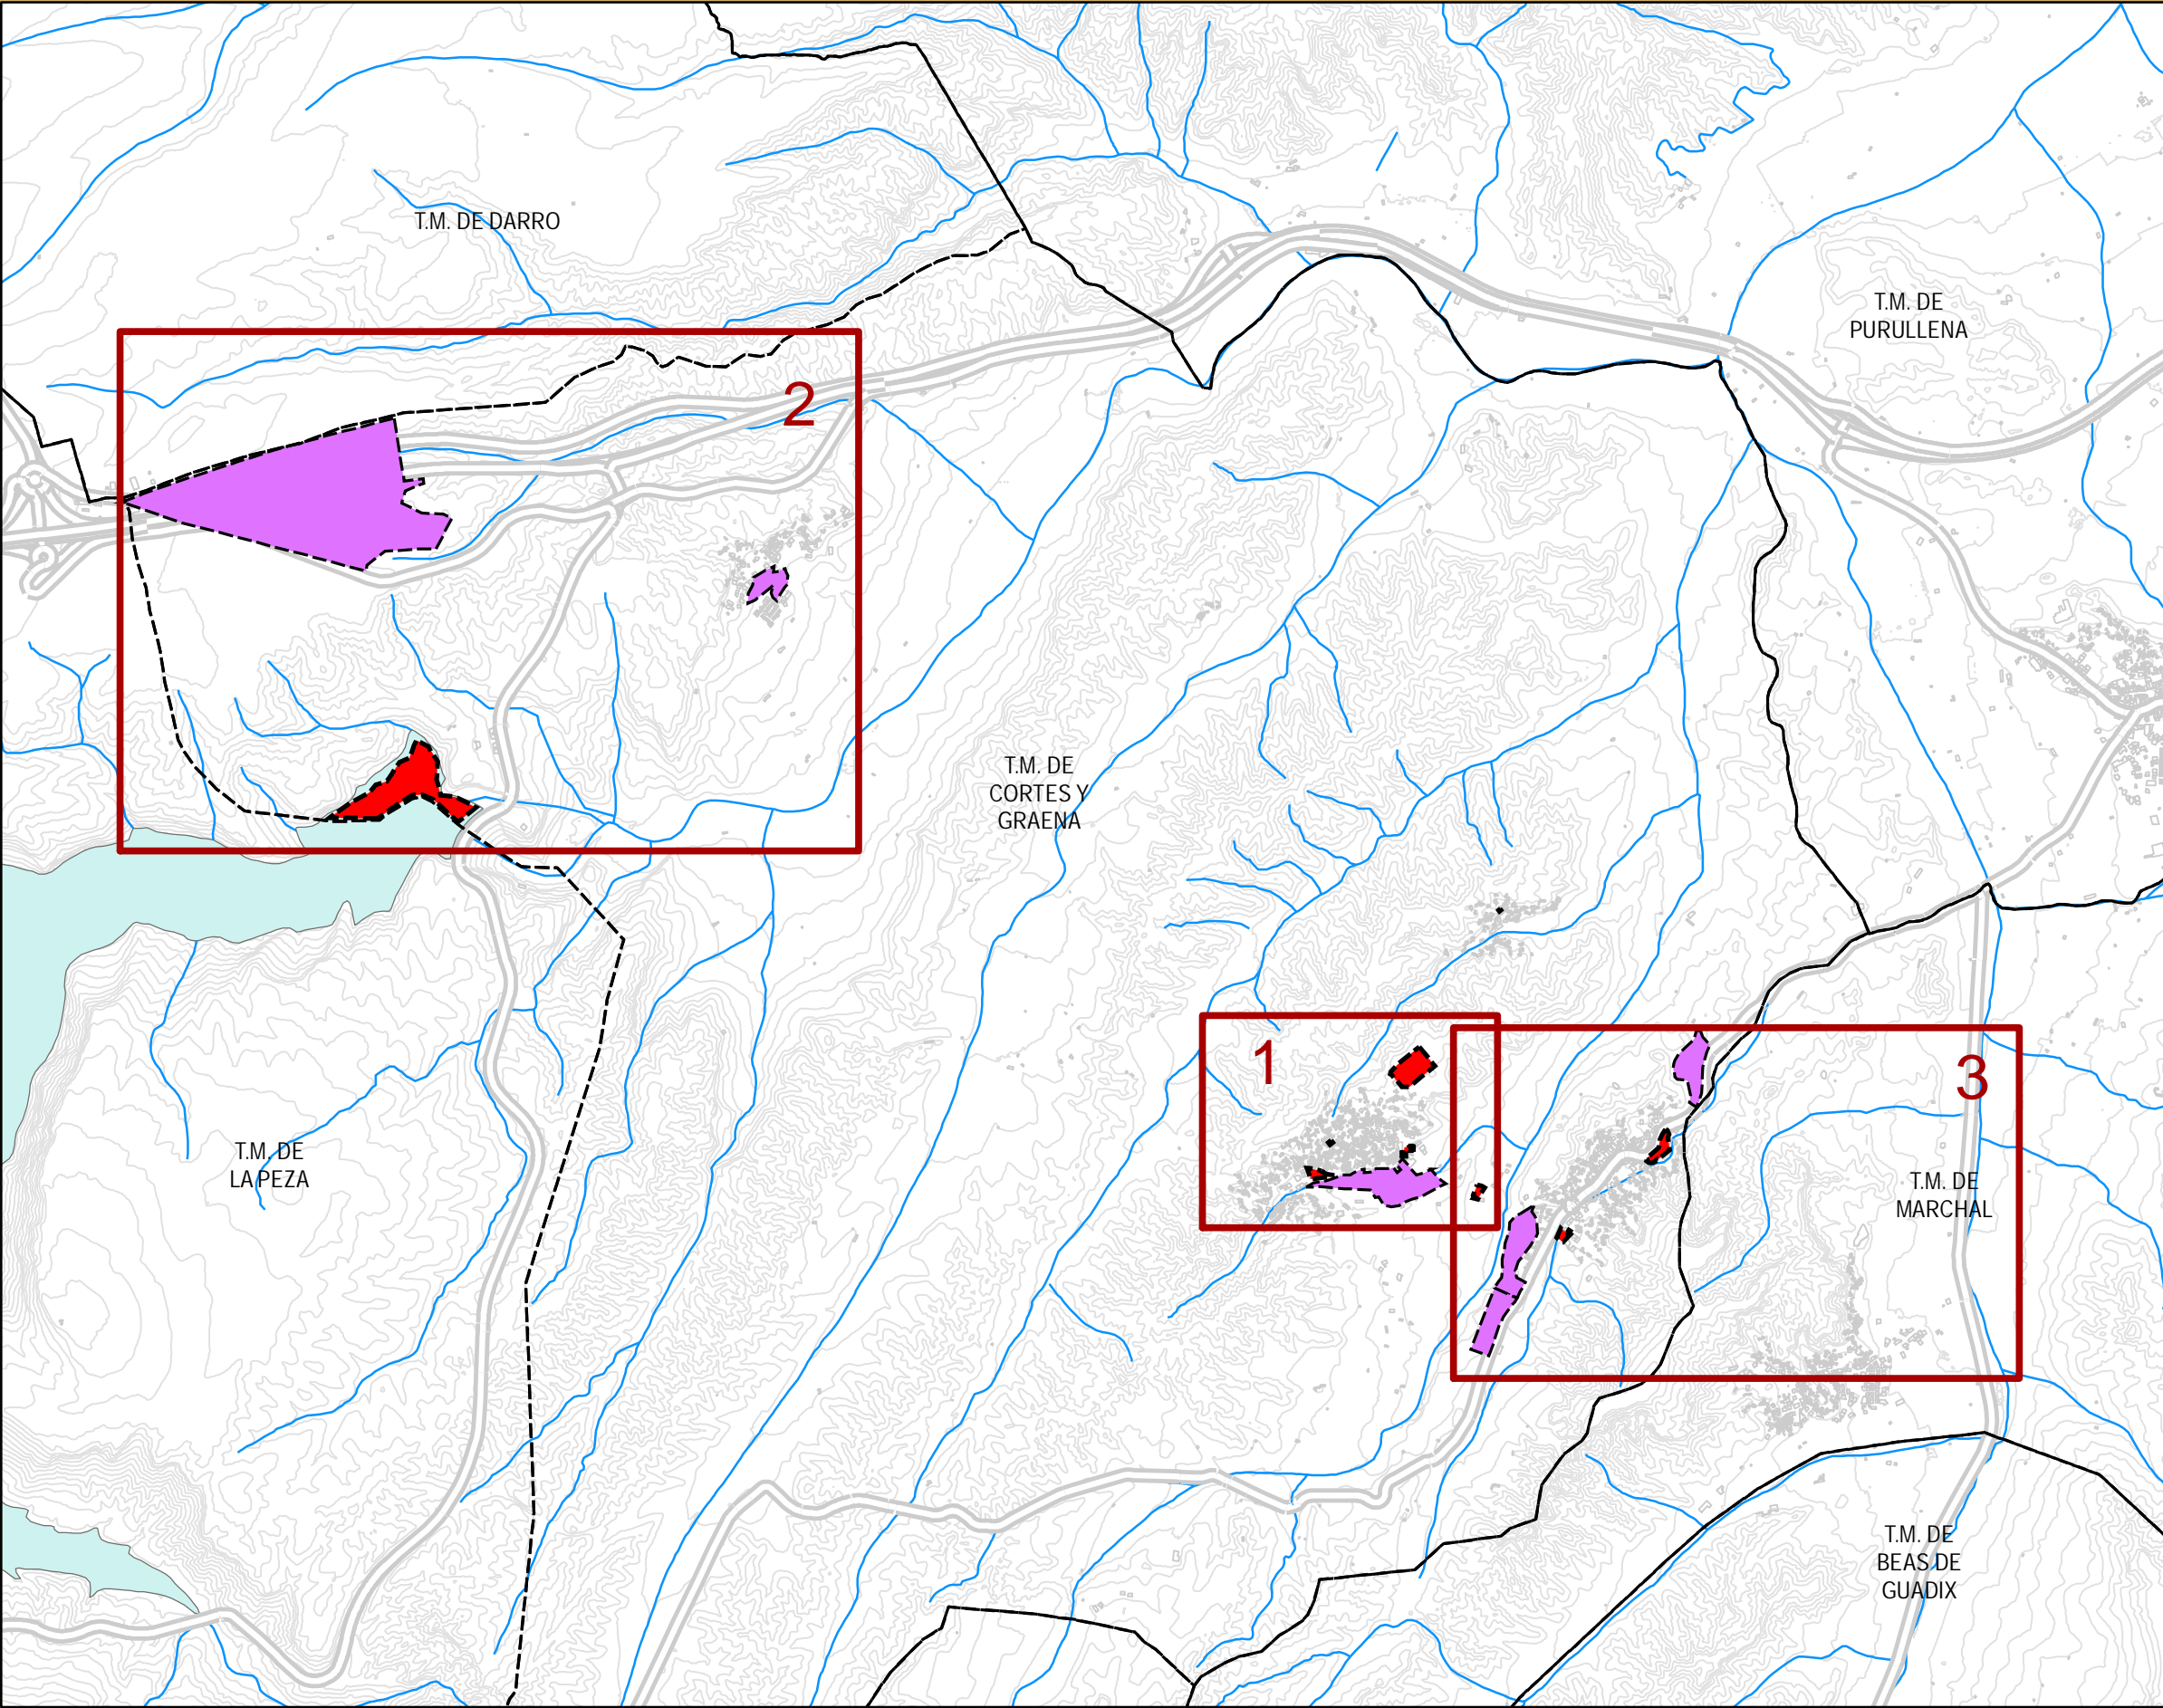 T.M. DE DARRO
T.M. DE
PURULLENA
2
T.M. DE
CORTES Y
GRAENA
1
3
T.M. DE
LA PEZA
T.M. DE
MARCHAL
T.M. DE
BEAS DE
GUADIX